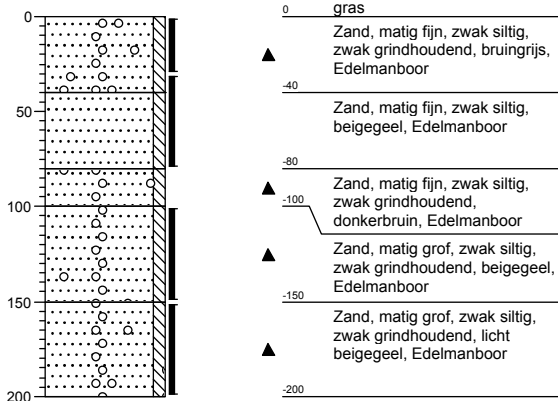 0
50
100
150
200
0
gras
Zand, matig fijn, zwak siltig,
zwak grindhoudend, bruingrijs,
Edelmanboor
-40
Zand, matig fijn, zwak siltig,
beigegeel, Edelmanboor
-80
Zand, matig fijn, zwak siltig,
zwak grindhoudend,
donkerbruin, Edelmanboor
-100
Zand, matig grof, zwak siltig,
zwak grindhoudend, beigegeel,
Edelmanboor
-150
Zand, matig grof, zwak siltig,
zwak grindhoudend, licht
beigegeel, Edelmanboor
-200